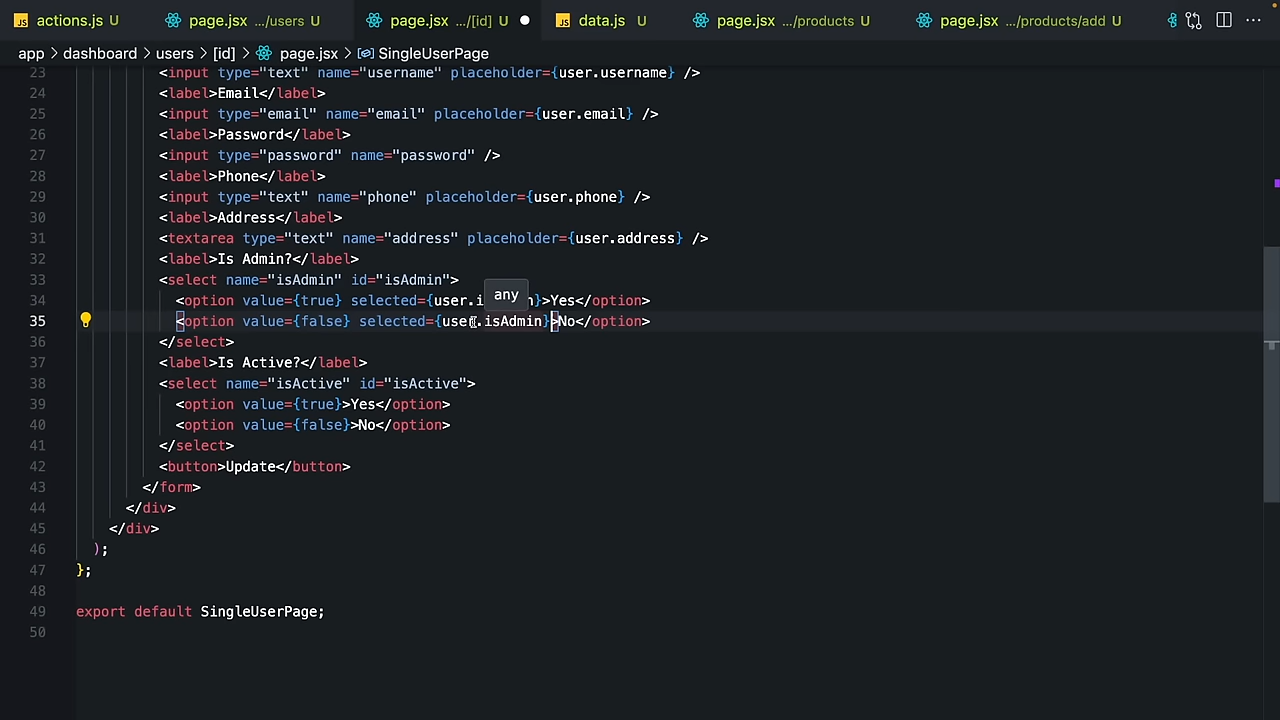 actions.js U page.jsx .../users U page.jsx .../[id] U data.js U page.jsx .../products U page.jsx .../products/add U
app > dashboard > users > [id] > page.jsx > SingleUserPage
23 <input type="text" name="username" placeholder={user.username} />
24 <label>Email</label>
25 <input type="email" name="email" placeholder={user.email} />
26 <label>Password</label>
27 <input type="password" name="password" />
28 <label>Phone</label>
29 <input type="text" name="phone" placeholder={user.phone} />
30 <label>Address</label>
31 <textarea type="text" name="address" placeholder={user.address} />
32 <label>Is Admin?</label>
33 <select name="isAdmin" id="isAdmin">
any
34 <option value={true} selected={user.i n}>Yes</option>
35 <option value={false} selected={user.isAdmin}>No</option>
36 </select>
37 <label>Is Active?</label>
38 <select name="isActive" id="isActive">
39 <option value={true}>Yes</option>
40 <option value={false}>No</option>
41 </select>
42 <button>Update</button>
43 </form>
44 </div>
45 </div>
46 );
47 };
48
49 export default SingleUserPage;
50